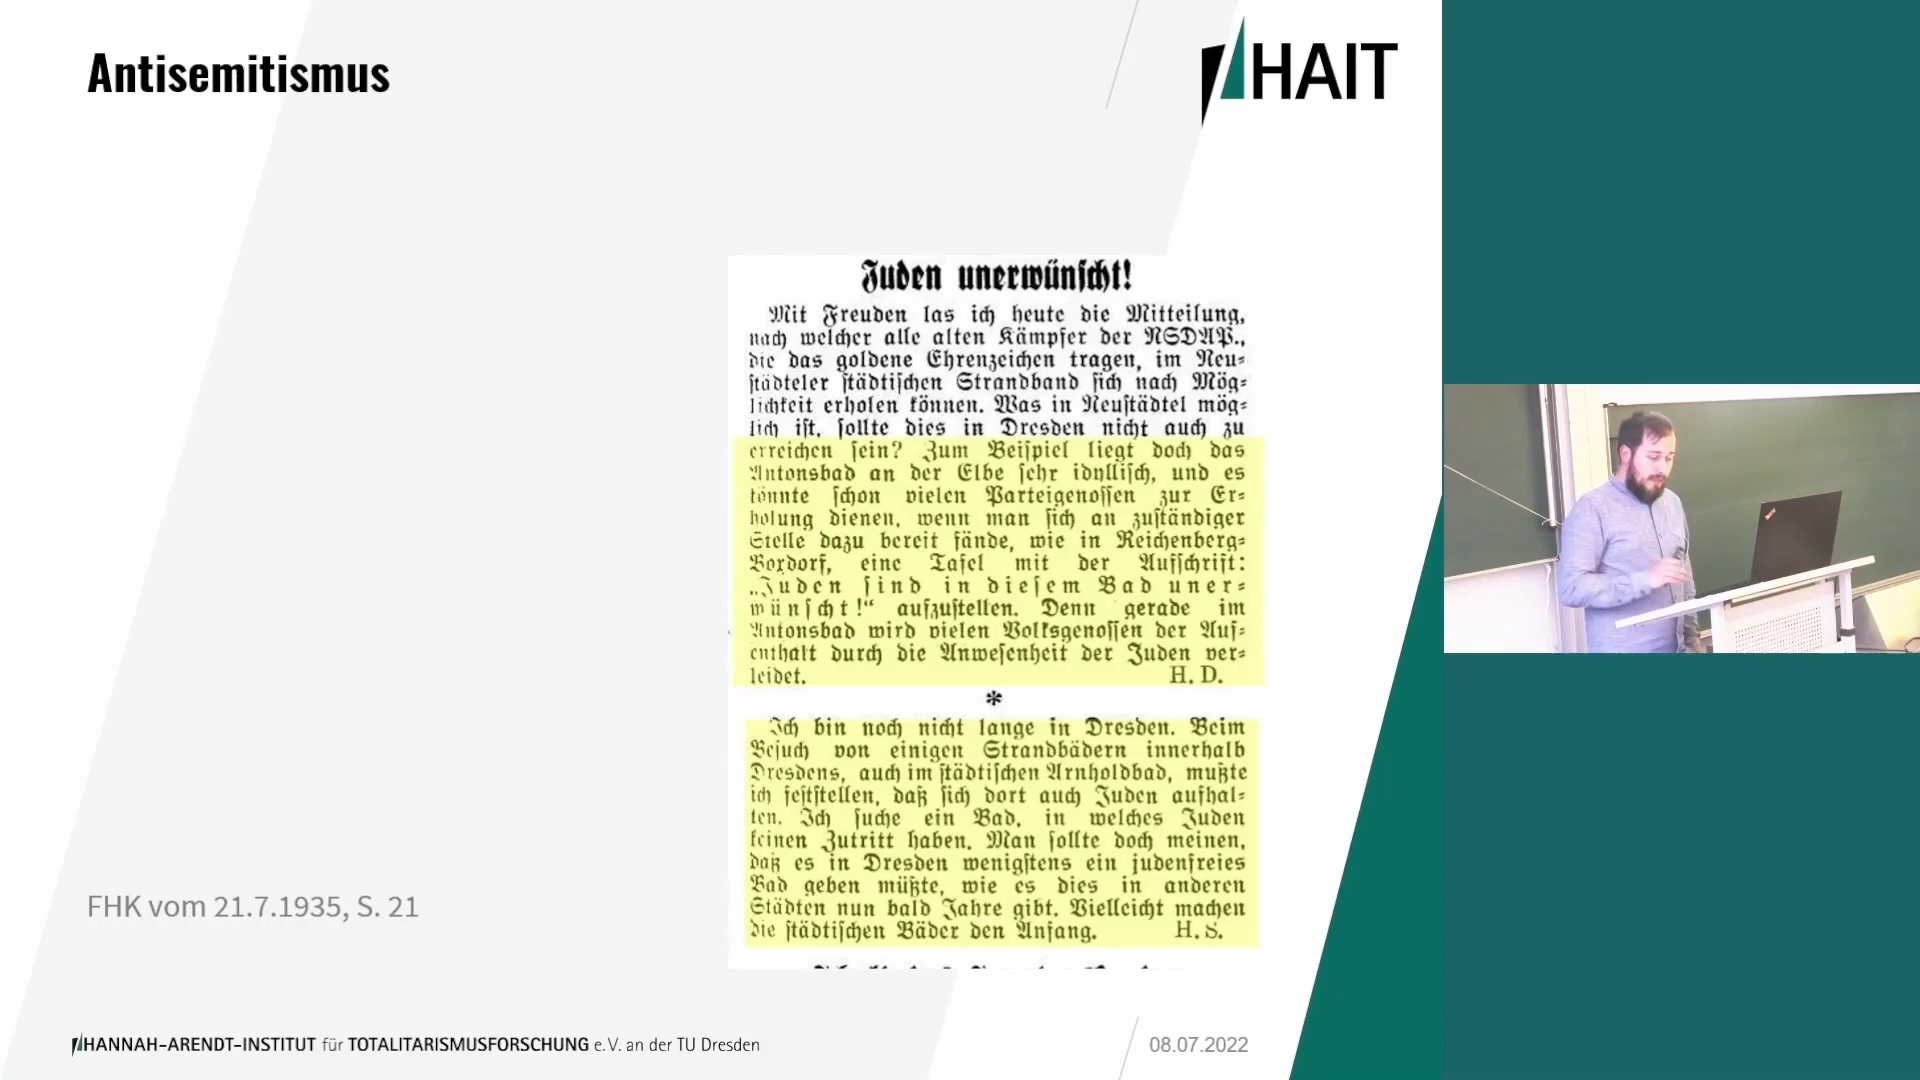 Antisemitismus
HAIT
Juden unerwünscht!
Mit Freuden las ich heute die Mitteilung,
nach welcher alle alten Kämpfer der NSDAP.,
die das goldene Ehrenzeichen tragen, im Neu-
städteler städtischen Strandband sich nach Mög-
lichkeit erholen können. Was in Neustädtel mög-
lich ist, sollte dies in Dresden nicht auch zu
erreichen sein? Zum Beispiel liegt doch das
Antonsbad an der Elbe sehr idyllisch, und es
könnte schon vielen Parteigenossen zur Er-
holung dienen, wenn man sich an zuständiger
Stelle dazu bereit fände, wie in Reichenberg-
Boxdorf, eine Tafel mit der Aufschrift:
„Juden sind in diesem Bad uner-
wünscht!“ aufzustellen. Denn gerade im
Antonsbad wird vielen Volksgenossen der Auf-
enthalt durch die Anwesenheit der Juden ver-
leidet. H. D.
*
Ich bin noch nicht lange in Dresden. Beim
Besuch von einigen Strandbädern innerhalb
Dresdens, auch im städtischen Arnholdbad, mußte
ich feststellen, daß sich dort auch Juden aufhal-
ten. Ich suche ein Bad, in welches Juden
keinen Zutritt haben. Man sollte doch meinen,
daß es in Dresden wenigstens ein judenfreies
Bad geben müßte, wie es dies in anderen
Städten nun bald Jahre gibt. Vielleicht machen
die städtischen Bäder den Anfang. H. S.
FHK vom 21.7.1935, S. 21
HANNAH-ARENDT-INSTITUT für TOTALITARISMUSFORSCHUNG e.V. an der TU Dresden
08.07.2022